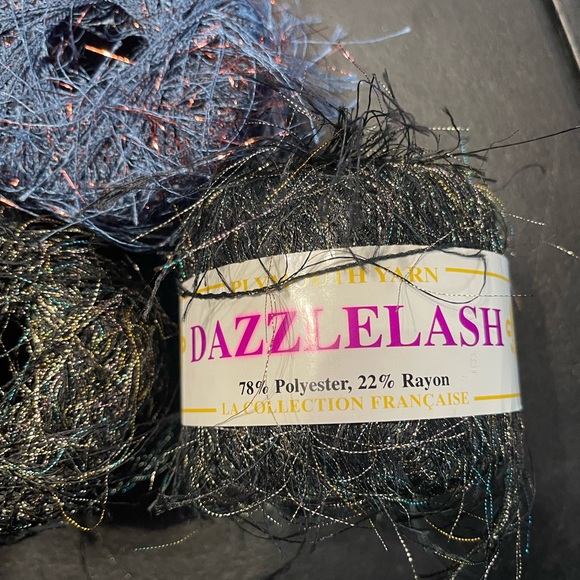 PLYMOUTH YARN
DAZZLELASH
78% Polyester, 22% Rayon
LA COLLECTION FRANÇAISE